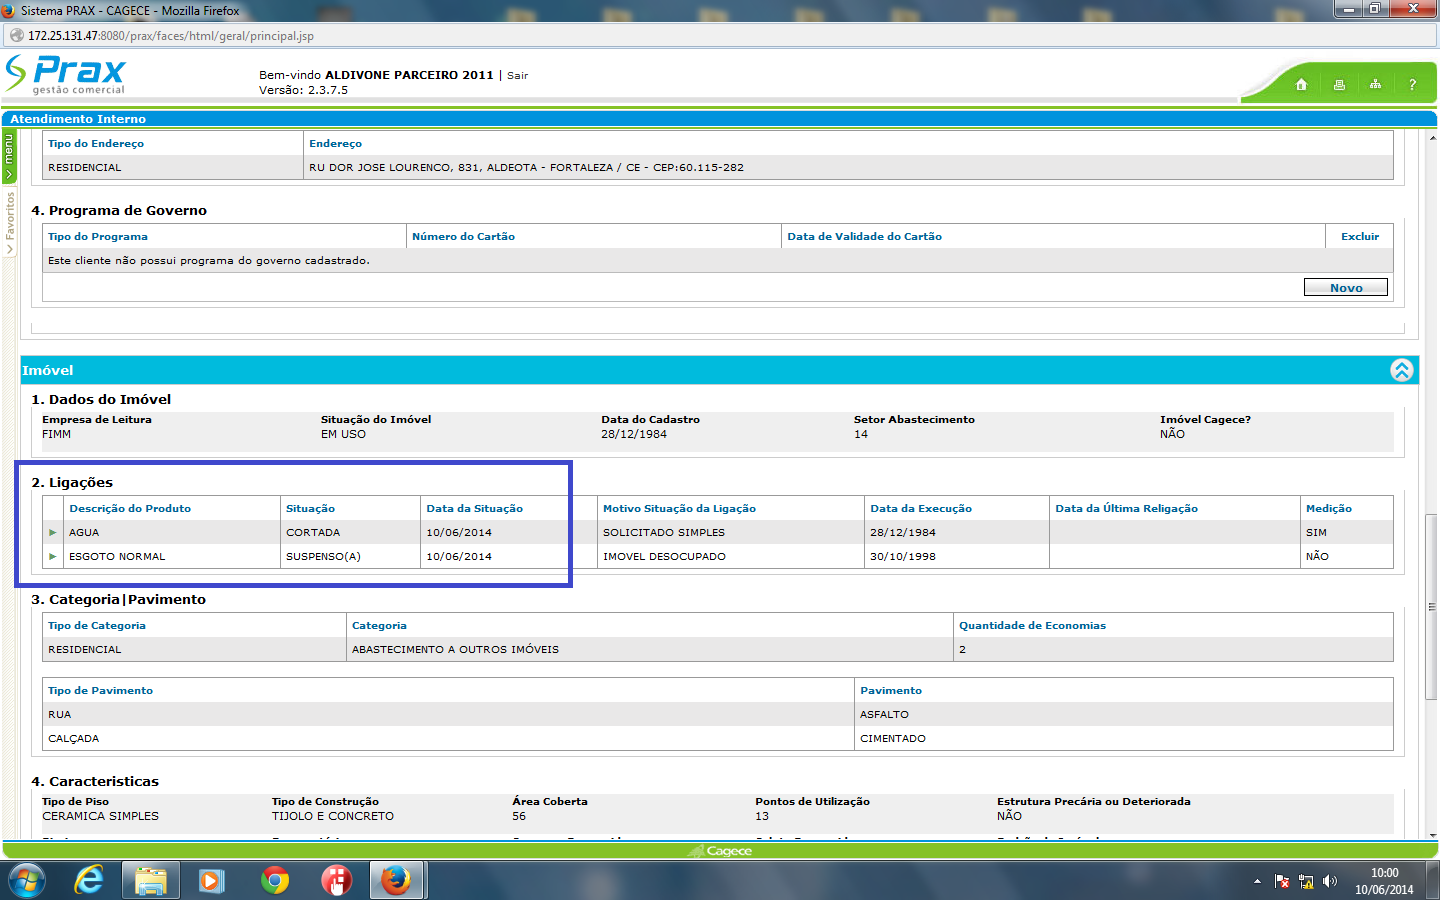 Sistema PRAX - CAGECE - Mozilla Firefox
172.25.131.47:8080/prax/faces/html/geral/principal.jsp
Prax
gestão comercial
Bem-vindo ALDIVONE PARCEIRO 2011 | Sair
Versão: 2.3.7.5
?
Atendimento Interno
menu
Favoritos
Tipo do Endereço Endereço
RESIDENCIAL RU DOR JOSE LOURENCO, 831, ALDEOTA - FORTALEZA / CE - CEP:60.115-282
4. Programa de Governo
Tipo do Programa Número do Cartão Data de Validade do Cartão Excluir
Este cliente não possui programa do governo cadastrado.
Novo
Imóvel
1. Dados do Imóvel
Empresa de Leitura Situação do Imóvel Data do Cadastro Setor Abastecimento Imóvel Cagece?
FIMM EM USO 28/12/1984 14 NÃO
2. Ligações
Descrição do Produto Situação Data da Situação Motivo Situação da Ligação Data da Execução Data da Última Religação Medição
AGUA CORTADA 10/06/2014 SOLICITADO SIMPLES 28/12/1984 SIM
ESGOTO NORMAL SUSPENSO(A) 10/06/2014 IMOVEL DESOCUPADO 30/10/1998 NÃO
3. Categoria|Pavimento
Tipo de Categoria Categoria Quantidade de Economias
RESIDENCIAL ABASTECIMENTO A OUTROS IMÓVEIS 2
Tipo de Pavimento Pavimento
RUA ASFALTO
CALÇADA CIMENTADO
4. Caracteristicas
Tipo de Piso Tipo de Construção Área Coberta Pontos de Utilização Estrutura Precária ou Deteriorada
CERAMICA SIMPLES TIJOLO E CONCRETO 56 13 NÃO
Cagece
10:00
10/06/2014